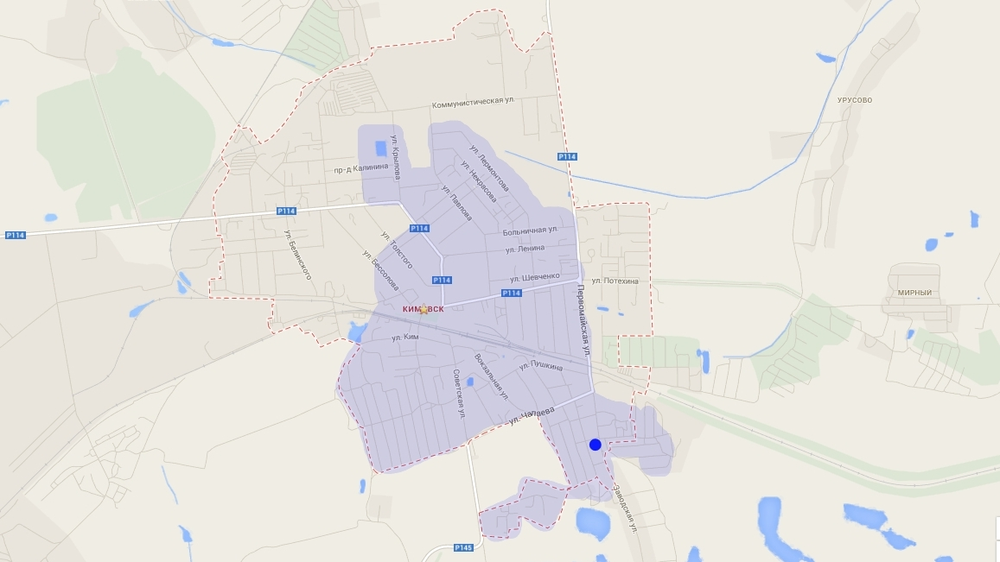 Коммунистическая ул.
УРУСОВО
ул. Крылова
пр-д Калинина
ул. Лермонтова
ул. Некрасова
ул. Павлова
Р114
Р114
Р114
Р114
Больничная ул.
ул. Толстого
ул. Белинского
ул. Бессолова
ул. Ленина
Р114
ул. Шевченко
ул. Потехина
Р114
МИРНЫЙ
КИМОВСК
Первомайская ул.
ул. Ким
Вокзальная ул.
ул. Пушкина
Советская ул.
ул. Чапаева
Заводская ул.
Р145